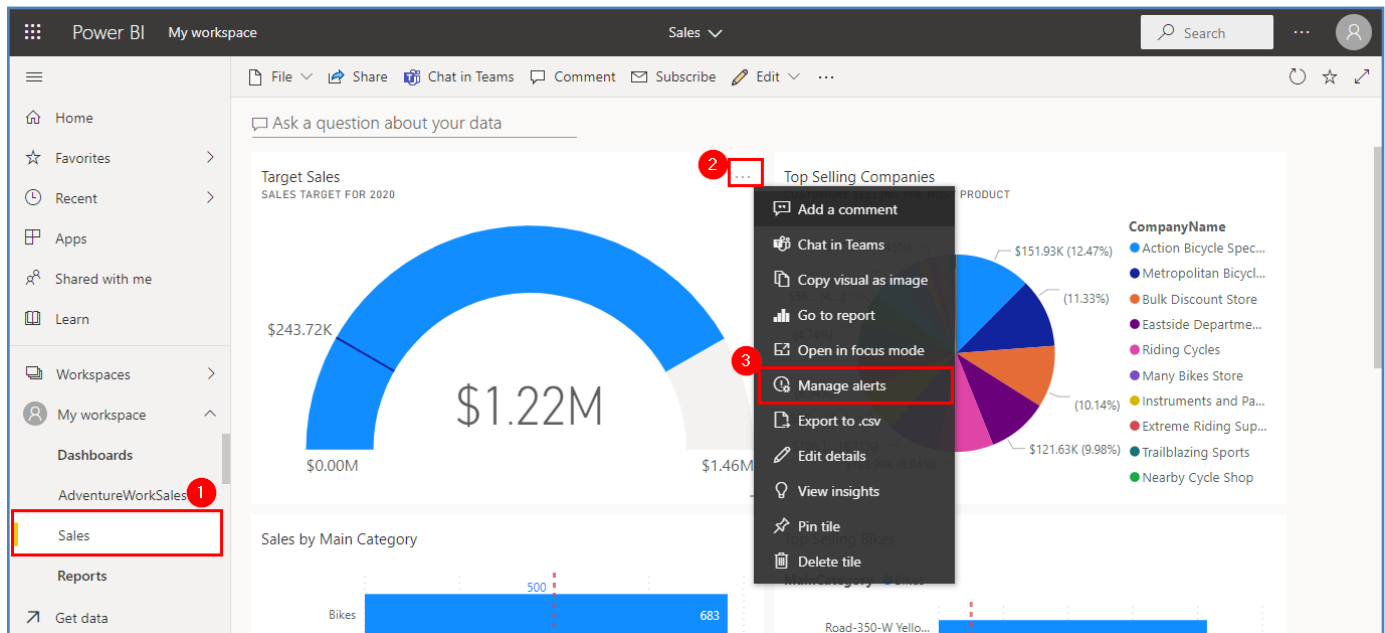 Power BI My workspace
Sales
Search
File Share Chat in Teams Comment Subscribe Edit
Home
Favorites
Recent
Apps
Shared with me
Learn
Workspaces
My workspace
Dashboards
AdventureWorkSales
1
Sales
Reports
Get data
Ask a question about your data
Target Sales
SALES TARGET FOR 2020
2
...
$243.72K
$1.22M
$0.00M
$1.46M
Add a comment
Chat in Teams
Copy visual as image
Go to report
Open in focus mode
3
Manage alerts
Export to .csv
Edit details
View insights
Pin tile
Delete tile
Top Selling Companies
PRODUCT
$151.93K (12.47%)
(11.33%)
(10.14%)
$121.63K (9.98%)
CompanyName
Action Bicycle Spec...
Metropolitan Bicycl...
Bulk Discount Store
Eastside Departme...
Riding Cycles
Many Bikes Store
Instruments and Pa...
Extreme Riding Sup...
Trailblazing Sports
Nearby Cycle Shop
Sales by Main Category
500
Bikes
683
Top Selling Bikes
MainCategory Bikes
Road-350-W Yello...